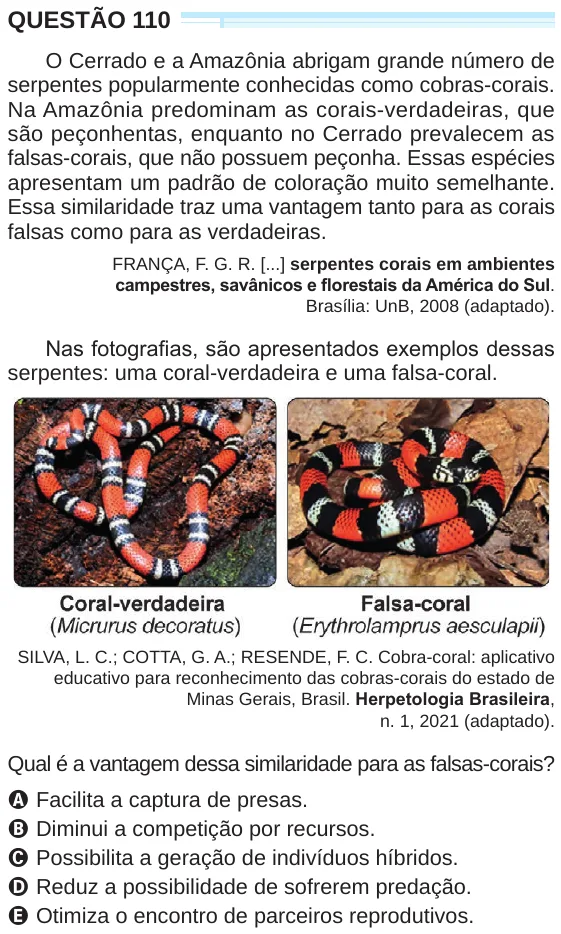 QUESTÃO 110
O Cerrado e a Amazônia abrigam grande número de
serpentes popularmente conhecidas como cobras-corais.
Na Amazônia predominam as corais-verdadeiras, que
são peçonhentas, enquanto no Cerrado prevalecem as
falsas-corais, que não possuem peçonha. Essas espécies
apresentam um padrão de coloração muito semelhante.
Essa similaridade traz uma vantagem tanto para as corais
falsas como para as verdadeiras.
FRANÇA, F. G. R. [...] serpentes corais em ambientes
campestres, savânicos e florestais da América do Sul.
Brasília: UnB, 2008 (adaptado).
Nas fotografias, são apresentados exemplos dessas
serpentes: uma coral-verdadeira e uma falsa-coral.
Coral-verdadeira
(Micrurus decoratus)
Falsa-coral
(Erythrolamprus aesculapii)
SILVA, L. C.; COTTA, G. A.; RESENDE, F. C. Cobra-coral: aplicativo
educativo para reconhecimento das cobras-corais do estado de
Minas Gerais, Brasil. Herpetologia Brasileira,
n. 1, 2021 (adaptado).
Qual é a vantagem dessa similaridade para as falsas-corais?
A Facilita a captura de presas.
B Diminui a competição por recursos.
C Possibilita a geração de indivíduos híbridos.
D Reduz a possibilidade de sofrerem predação.
E Otimiza o encontro de parceiros reprodutivos.